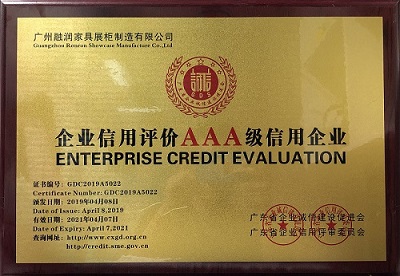 广州融润家具展柜制造有限公司
Guangzhou Ronron Showcase Manufacture Co.,Ltd
诚信
企业信用评价AAA级信用企业
ENTERPRISE CREDIT EVALUATION
证书编号: GDC2019A5022
Certificate Number: GDC2019A5022
颁发日期: 2019年04月08日
Date of Issue: April 8,2019
有效日期: 2021年04月07日
Date of Expiry: April 7,2021
查询网址: http://www.cxgd.org.cn
http://credit.sme.gov.cn
广东省企业诚信建设促进会
广东省企业信用评审委员会